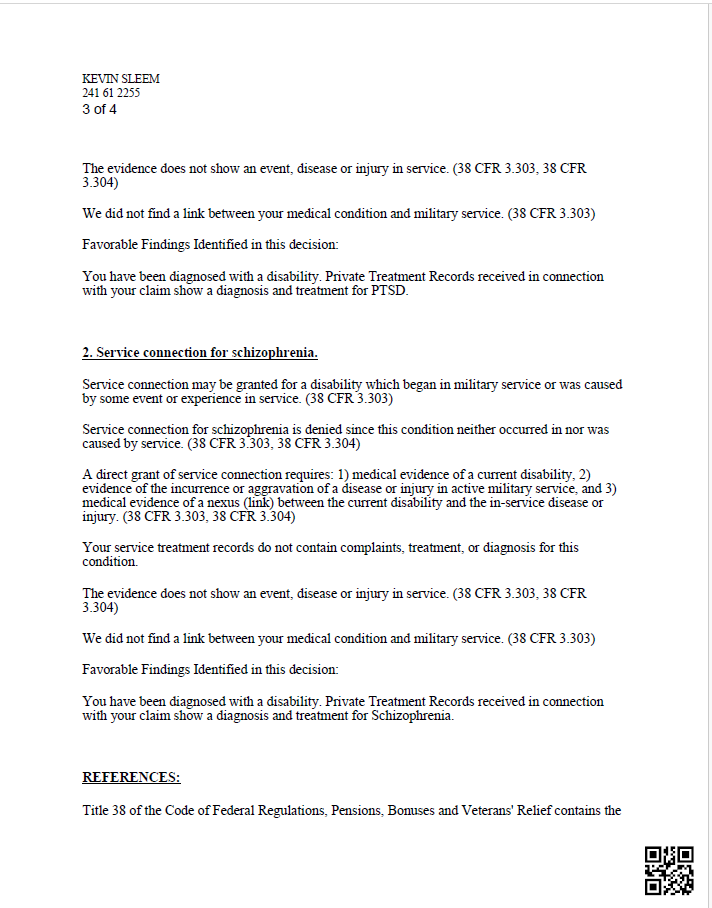 KEVIN SLEEM
241 61 2255
3 of 4
The evidence does not show an event, disease or injury in service. (38 CFR 3.303, 38 CFR
3.304)
We did not find a link between your medical condition and military service. (38 CFR 3.303)
Favorable Findings Identified in this decision:
You have been diagnosed with a disability. Private Treatment Records received in connection
with your claim show a diagnosis and treatment for PTSD.
2. Service connection for schizophrenia.
Service connection may be granted for a disability which began in military service or was caused
by some event or experience in service. (38 CFR 3.303)
Service connection for schizophrenia is denied since this condition neither occurred in nor was
caused by service. (38 CFR 3.303, 38 CFR 3.304)
A direct grant of service connection requires: 1) medical evidence of a current disability, 2)
evidence of the incurrence or aggravation of a disease or injury in active military service, and 3)
medical evidence of a nexus (link) between the current disability and the in-service disease or
injury. (38 CFR 3.303, 38 CFR 3.304)
Your service treatment records do not contain complaints, treatment, or diagnosis for this
condition.
The evidence does not show an event, disease or injury in service. (38 CFR 3.303, 38 CFR
3.304)
We did not find a link between your medical condition and military service. (38 CFR 3.303)
Favorable Findings Identified in this decision:
You have been diagnosed with a disability. Private Treatment Records received in connection
with your claim show a diagnosis and treatment for Schizophrenia.
REFERENCES:
Title 38 of the Code of Federal Regulations, Pensions, Bonuses and Veterans' Relief contains the